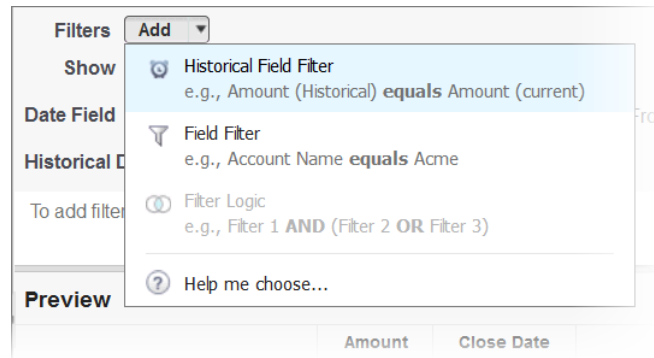 Filters Add
Show
Historical Field Filter
e.g., Amount (Historical) equals Amount (current)
Date Field
Field Filter
e.g., Account Name equals Acme
Historical
To add filter
Filter Logic
e.g., Filter 1 AND (Filter 2 OR Filter 3)
Help me choose...
Preview
Amount Close Date